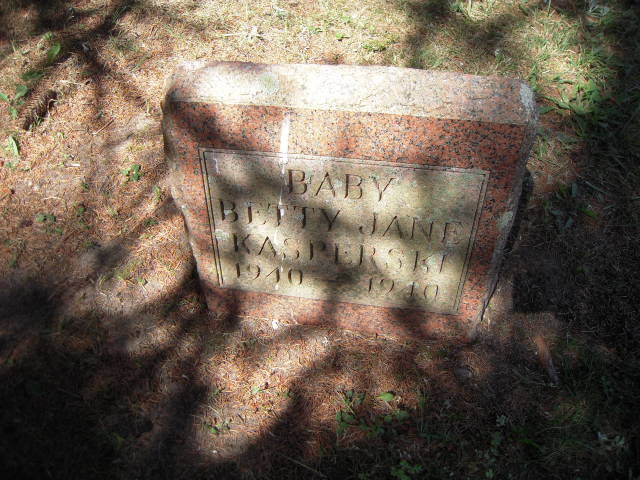 BABY
BETTY JANE
KASPERSKI
1940 — 1940